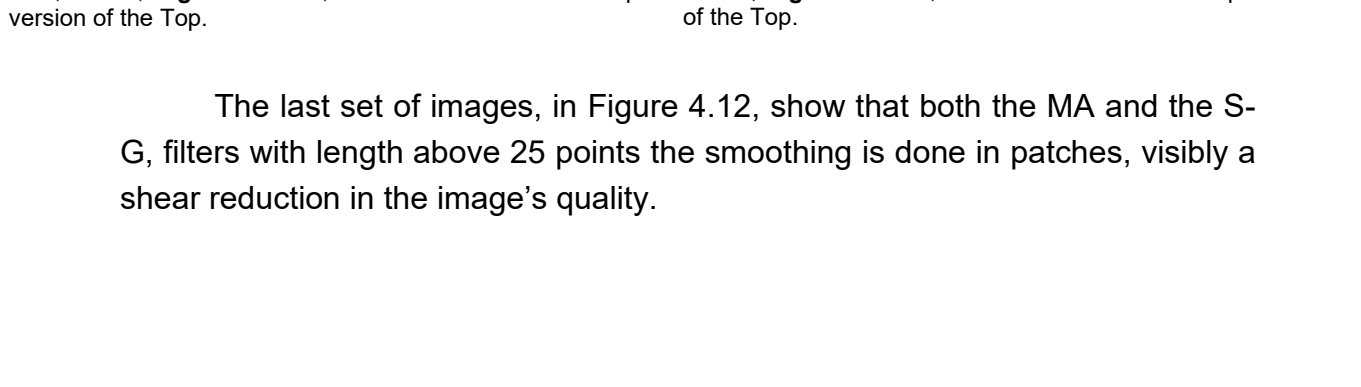 version of the Top.
of the Top.
The last set of images, in Figure 4.12, show that both the MA and the S-
G, filters with length above 25 points the smoothing is done in patches, visibly a
shear reduction in the image’s quality.